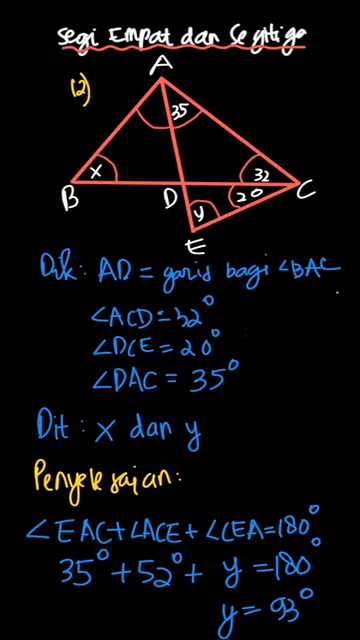 Segi Empat dan Segitiga
(2)
A
35
x
32
B
D
20
C
y
E
Dik: AD = garis bagi ∠BAC
∠ACD = 32°
∠DCE = 20°
∠DAC = 35°
Dit : x dan y
Penyelesaian:
∠EAC + ∠ACE + ∠CEA = 180°
35° + 52° + y = 180°
y = 93°